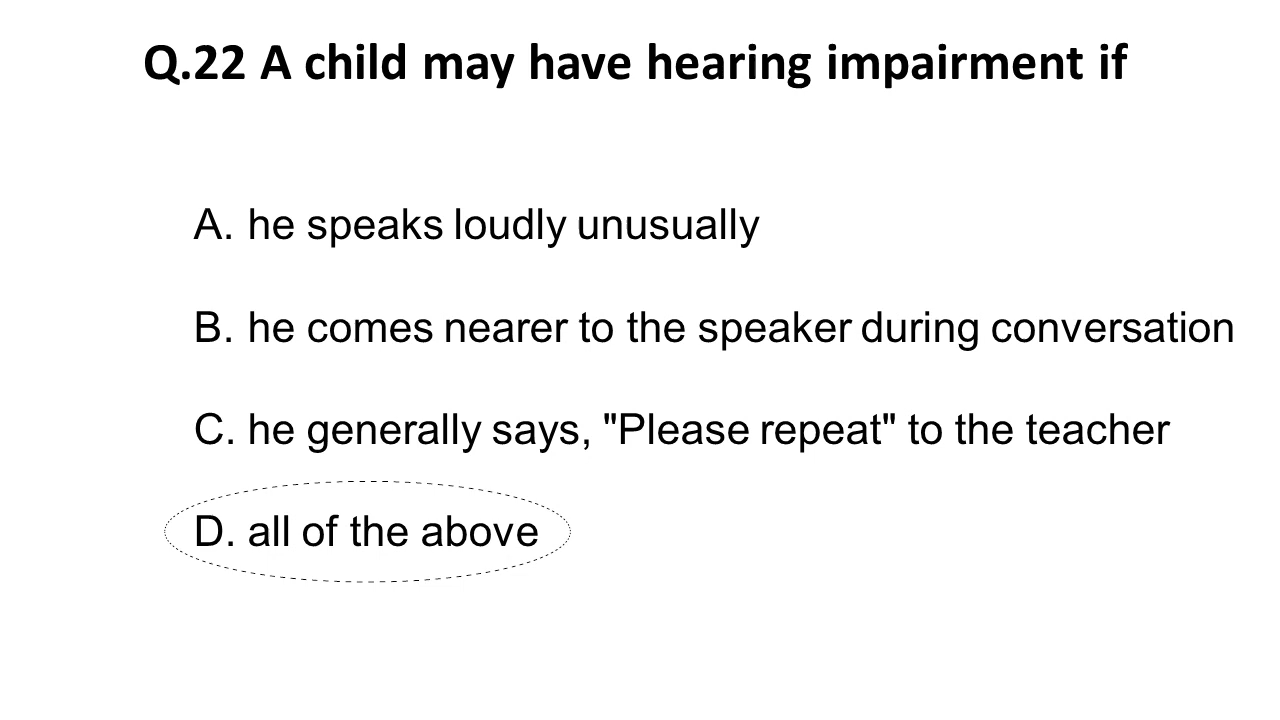 Q.22 A child may have hearing impairment if
A. he speaks loudly unusually
B. he comes nearer to the speaker during conversation
C. he generally says, "Please repeat" to the teacher
D. all of the above